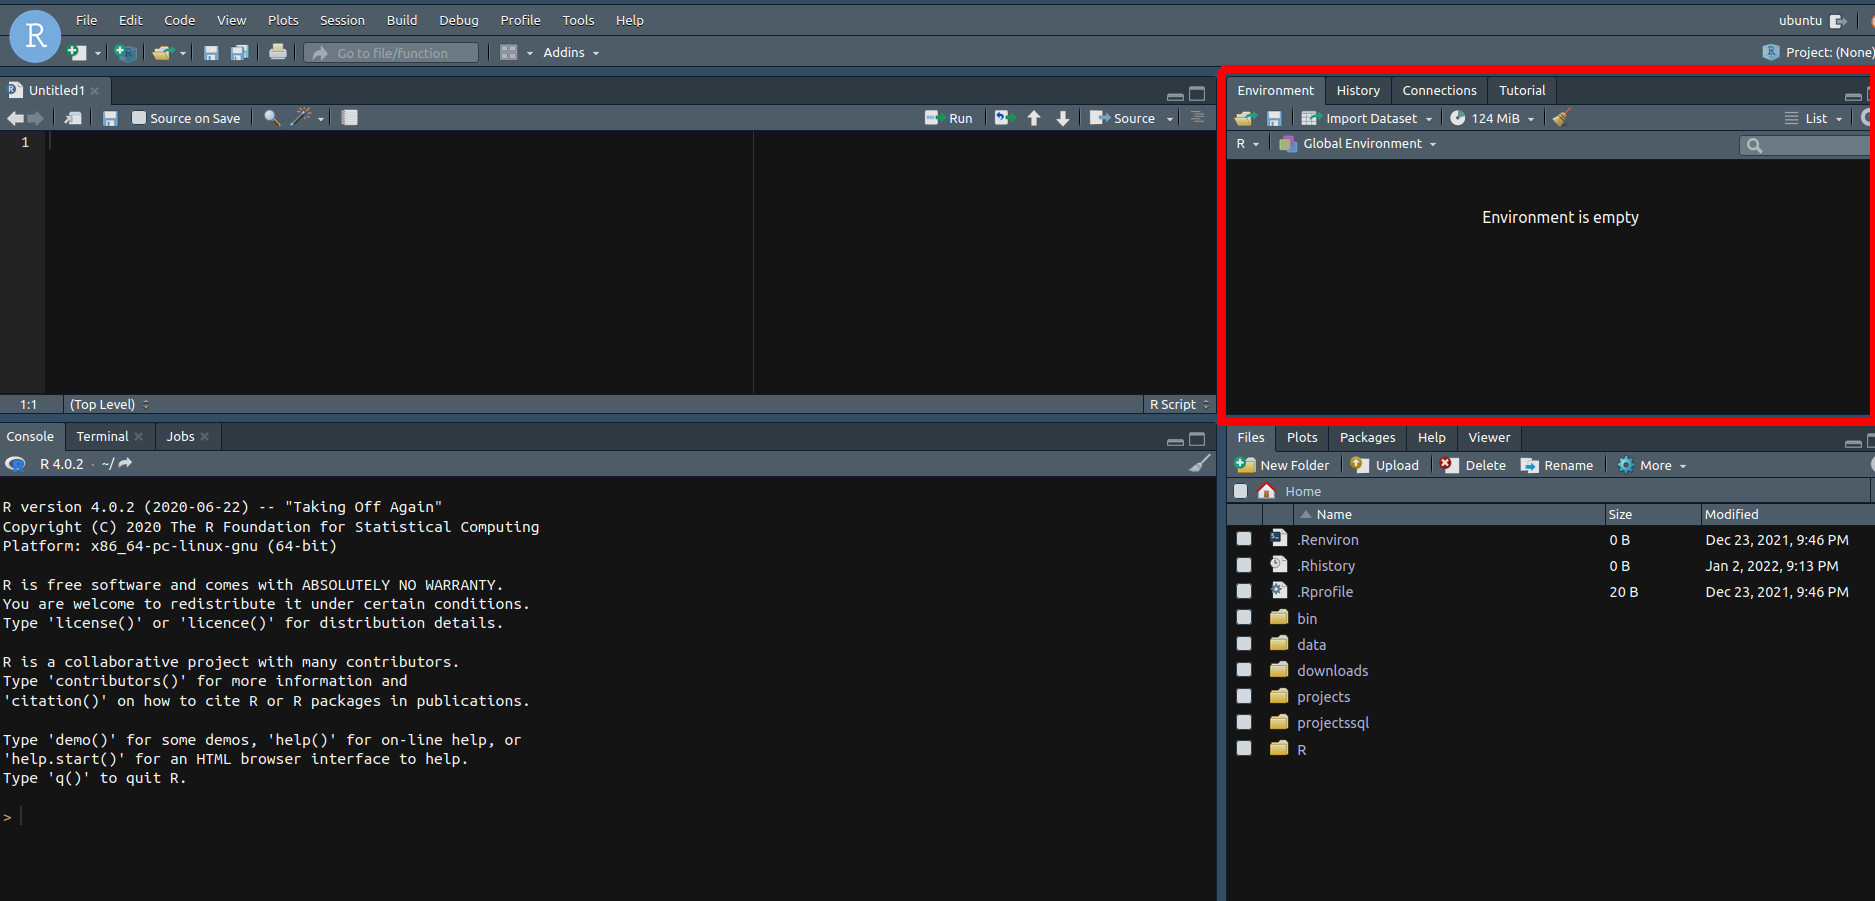 R
File Edit Code View Plots Session Build Debug Profile Tools Help
ubuntu
Go to file/function
Addins
Project: (None)
Untitled1
Source on Save
Run
Source
1
1:1
(Top Level)
R Script
Console Terminal Jobs
R 4.0.2 · ~/
R version 4.0.2 (2020-06-22) -- "Taking Off Again"
Copyright (C) 2020 The R Foundation for Statistical Computing
Platform: x86_64-pc-linux-gnu (64-bit)
R is free software and comes with ABSOLUTELY NO WARRANTY.
You are welcome to redistribute it under certain conditions.
Type 'license()' or 'licence()' for distribution details.
R is a collaborative project with many contributors.
Type 'contributors()' for more information and
'citation()' on how to cite R or R packages in publications.
Type 'demo()' for some demos, 'help()' for on-line help, or
'help.start()' for an HTML browser interface to help.
Type 'q()' to quit R.
>
Environment History Connections Tutorial
Import Dataset 124 MiB List
R Global Environment
Environment is empty
Files Plots Packages Help Viewer
New Folder Upload Delete Rename More
Home
Name Size Modified
.Renviron 0 B Dec 23, 2021, 9:46 PM
.Rhistory 0 B Jan 2, 2022, 9:13 PM
.Rprofile 20 B Dec 23, 2021, 9:46 PM
bin
data
downloads
projects
projectssql
R